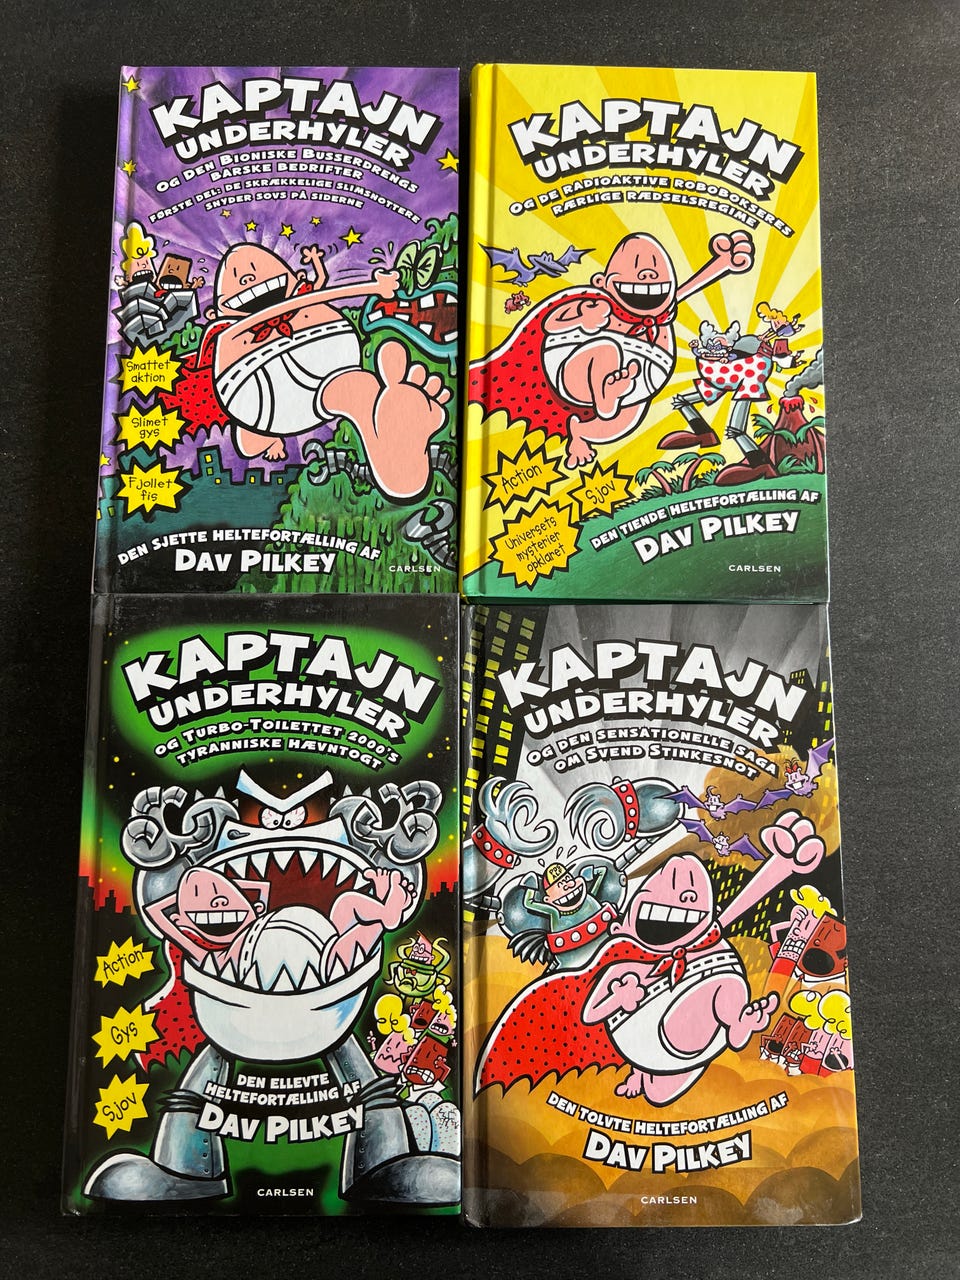 KAPTAJN
UNDERHYLER
OG DEN BIONISKE BUSSERDRENGS
BARSKE BEDRIFTER
FØRSTE DEL: DE SKRÆKKELIGE SLIMSNOTTERE
SNYDER SOVS PÅ SIDERNE
Smattet
aktion
Slimet
gys
Fjollet
fis
DEN SJETTE HELTEFORTÆLLING AF
DAV PILKEY
CARLSEN
KAPTAJN
UNDERHYLER
OG DE RADIOAKTIVE ROBOBOKSERES
RÆRLIGE RÆDSELSREGIME
Action
Sjov
Universets
mysterier
opklaret
DEN TIENDE HELTEFORTÆLLING AF
DAV PILKEY
CARLSEN
KAPTAJN
UNDERHYLER
OG TURBO-TOILETTET 2000'S
TYRANNISKE HÆVNTOGT
Action
Gys
Sjov
DEN ELLEVTE
HELTEFORTÆLLING AF
DAV PILKEY
CARLSEN
KAPTAJN
UNDERHYLER
OG DEN SENSATIONELLE SAGA
OM SVEND STINKESNOT
DEN TOLVTE HELTEFORTÆLLING AF
DAV PILKEY
CARLSEN